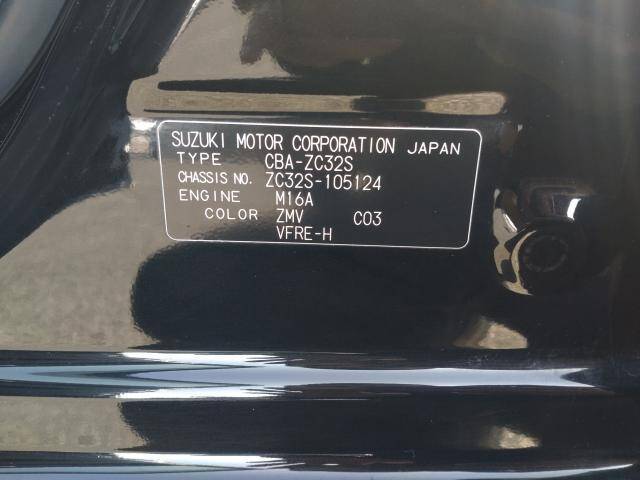 SUZUKI MOTOR CORPORATION JAPAN
TYPE CBA-ZC32S
CHASSIS NO. ZC32S-105124
ENGINE M16A
COLOR ZMV C03
VFRE-H